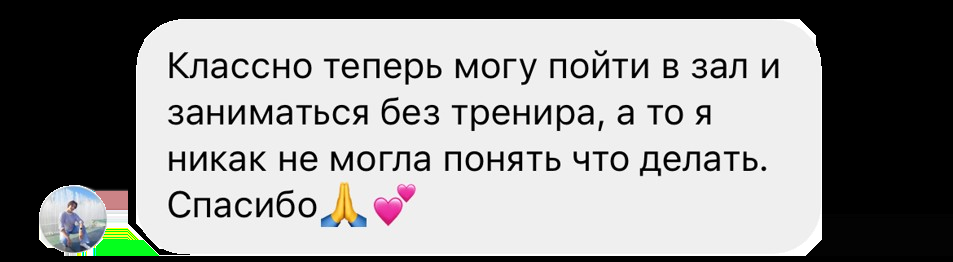 Классно теперь могу пойти в зал и
заниматься без тренира, а то я
никак не могла понять что делать.
Спасибо🙏💕